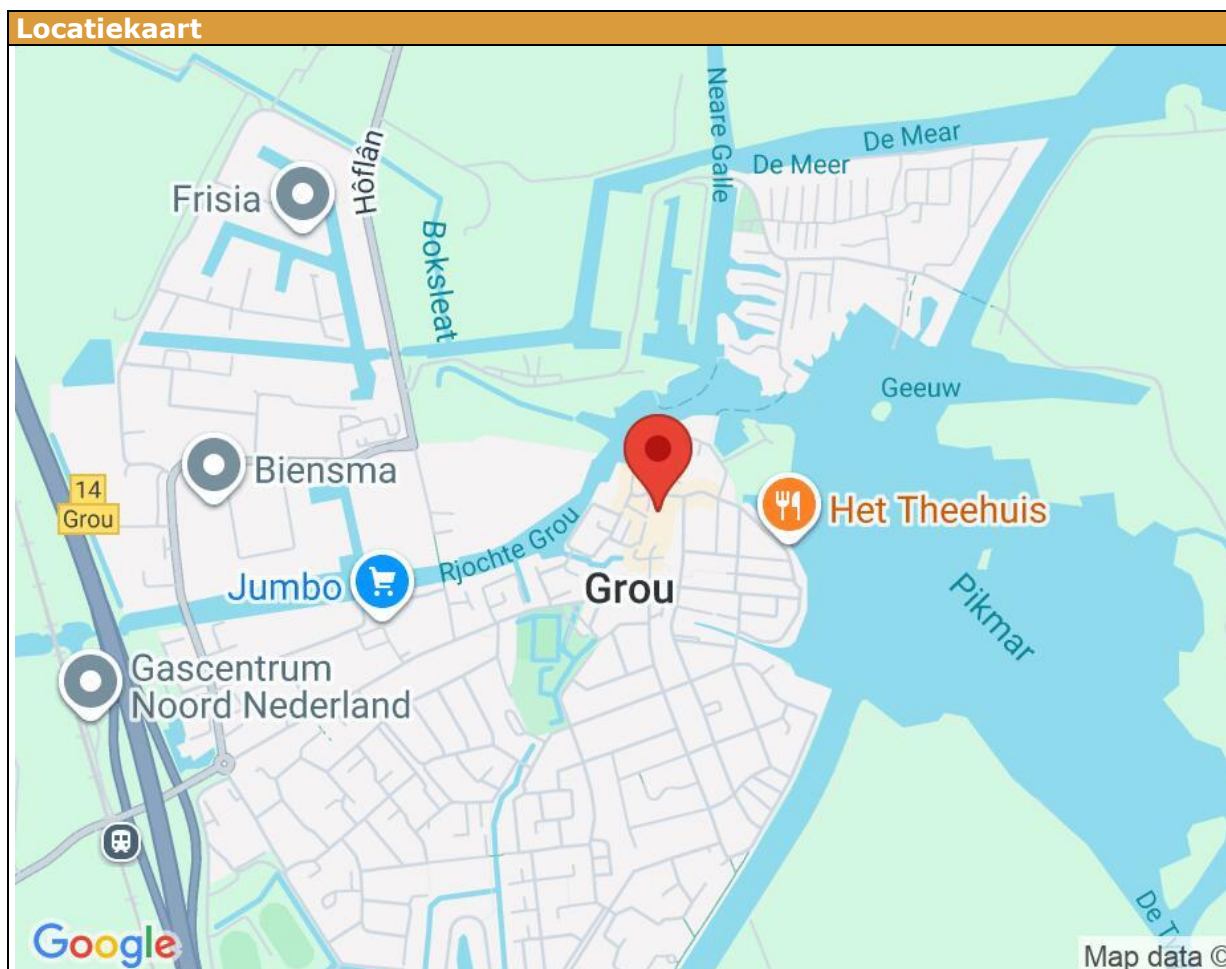 Locatiekaart
Neare Galle
De Mear
De Meer
Hôflân
Frisia
Boksleat
Geeuw
Biensma
14
Grou
Het Theehuis
Rjochte Grou
Jumbo
Grou
Pikmar
Gascentrum
Noord Nederland
De T
Google
Map data ©